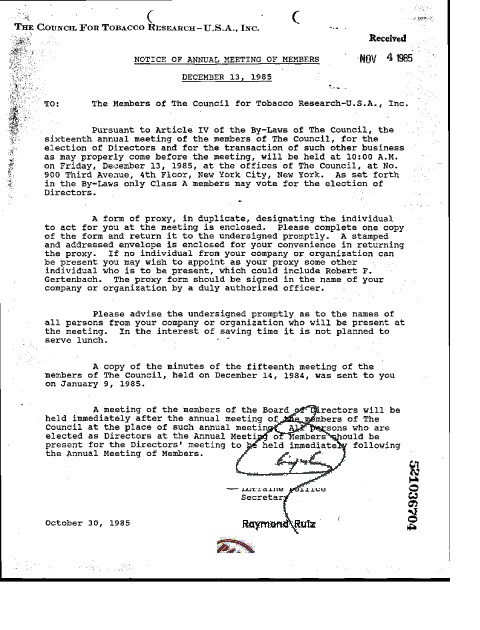 THE COUNCIL FOR TOBACCO RESEARCH-U.S.A., INC.
Received
NOV 4 1985
NOTICE OF ANNUAL MEETING OF MEMBERS
DECEMBER 13, 1985
TO: The Members of The Council for Tobacco Research-U.S.A., Inc.
Pursuant to Article IV of the By-Laws of The Council, the
sixteenth annual meeting of the members of The Council, for the
election of Directors and for the transaction of such other business
as may properly come before the meeting, will be held at 10:00 A.M.
on Friday, December 13, 1985, at the offices of The Council, at No.
900 Third Avenue, 4th Floor, New York City, New York. As set forth
in the By-Laws only Class A members may vote for the election of
Directors.
A form of proxy, in duplicate, designating the individual
to act for you at the meeting is enclosed. Please complete one copy
of the form and return it to the undersigned promptly. A stamped
and addressed envelope is enclosed for your convenience in returning
the proxy. If no individual from your company or organization can
be present you may wish to appoint as your proxy some other
individual who is to be present, which could include Robert F.
Gertenbach. The proxy form should be signed in the name of your
company or organization by a duly authorized officer.
Please advise the undersigned promptly as to the names of
all persons from your company or organization who will be present at
the meeting. In the interest of saving time it is not planned to
serve lunch.
A copy of the minutes of the fifteenth meeting of the
members of The Council, held on December 14, 1984, was sent to you
on January 9, 1985.
A meeting of the members of the Board of Directors will be
held immediately after the annual meeting of the members of The
Council at the place of such annual meeting. All persons who are
elected as Directors at the Annual Meeting of Members should be
present for the Directors' meeting to be held immediately following
the Annual Meeting of Members.
Lorraine
Secretary
October 30, 1985
Raymond Rutz
521036704